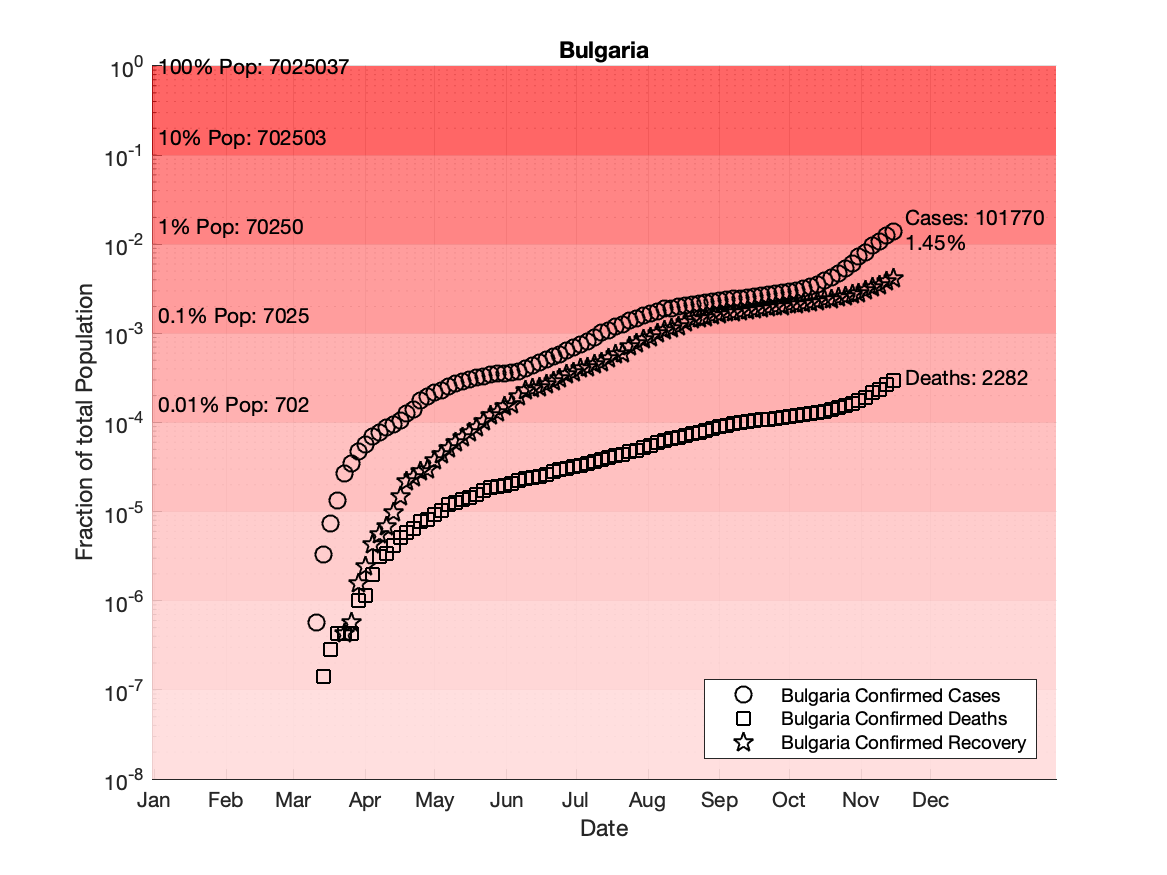 Bulgaria
10^0
100% Pop: 7025037
10% Pop: 702503
10^-1
1% Pop: 70250
Cases: 101770
1.45%
10^-2
0.1% Pop: 7025
10^-3
Deaths: 2282
0.01% Pop: 702
10^-4
10^-5
10^-6
10^-7
10^-8
Fraction of total Population
Bulgaria Confirmed Cases
Bulgaria Confirmed Deaths
Bulgaria Confirmed Recovery
Jan Feb Mar Apr May Jun Jul Aug Sep Oct Nov Dec
Date